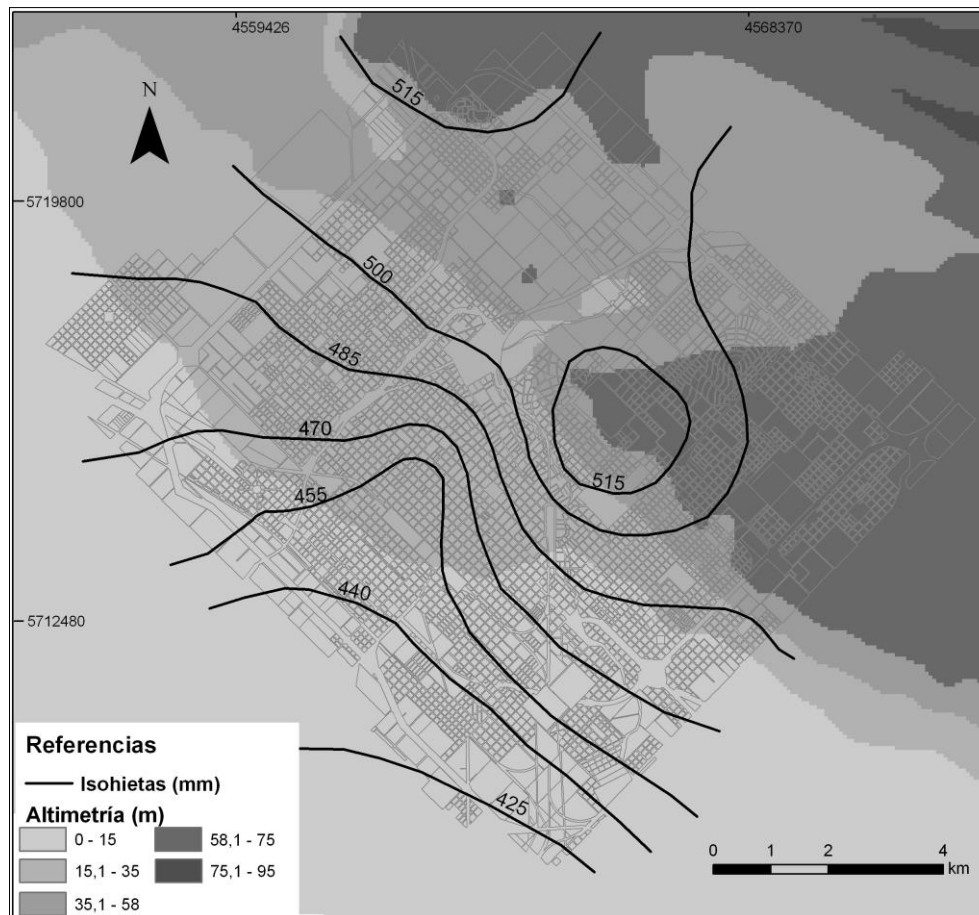 4559426
4568370
N
515
5719800
500
485
470
455
515
440
5712480
425
Referencias
Isohietas (mm)
Altimetría (m)
0 - 15
58,1 - 75
15,1 - 35
75,1 - 95
35,1 - 58
0 1 2 4
km